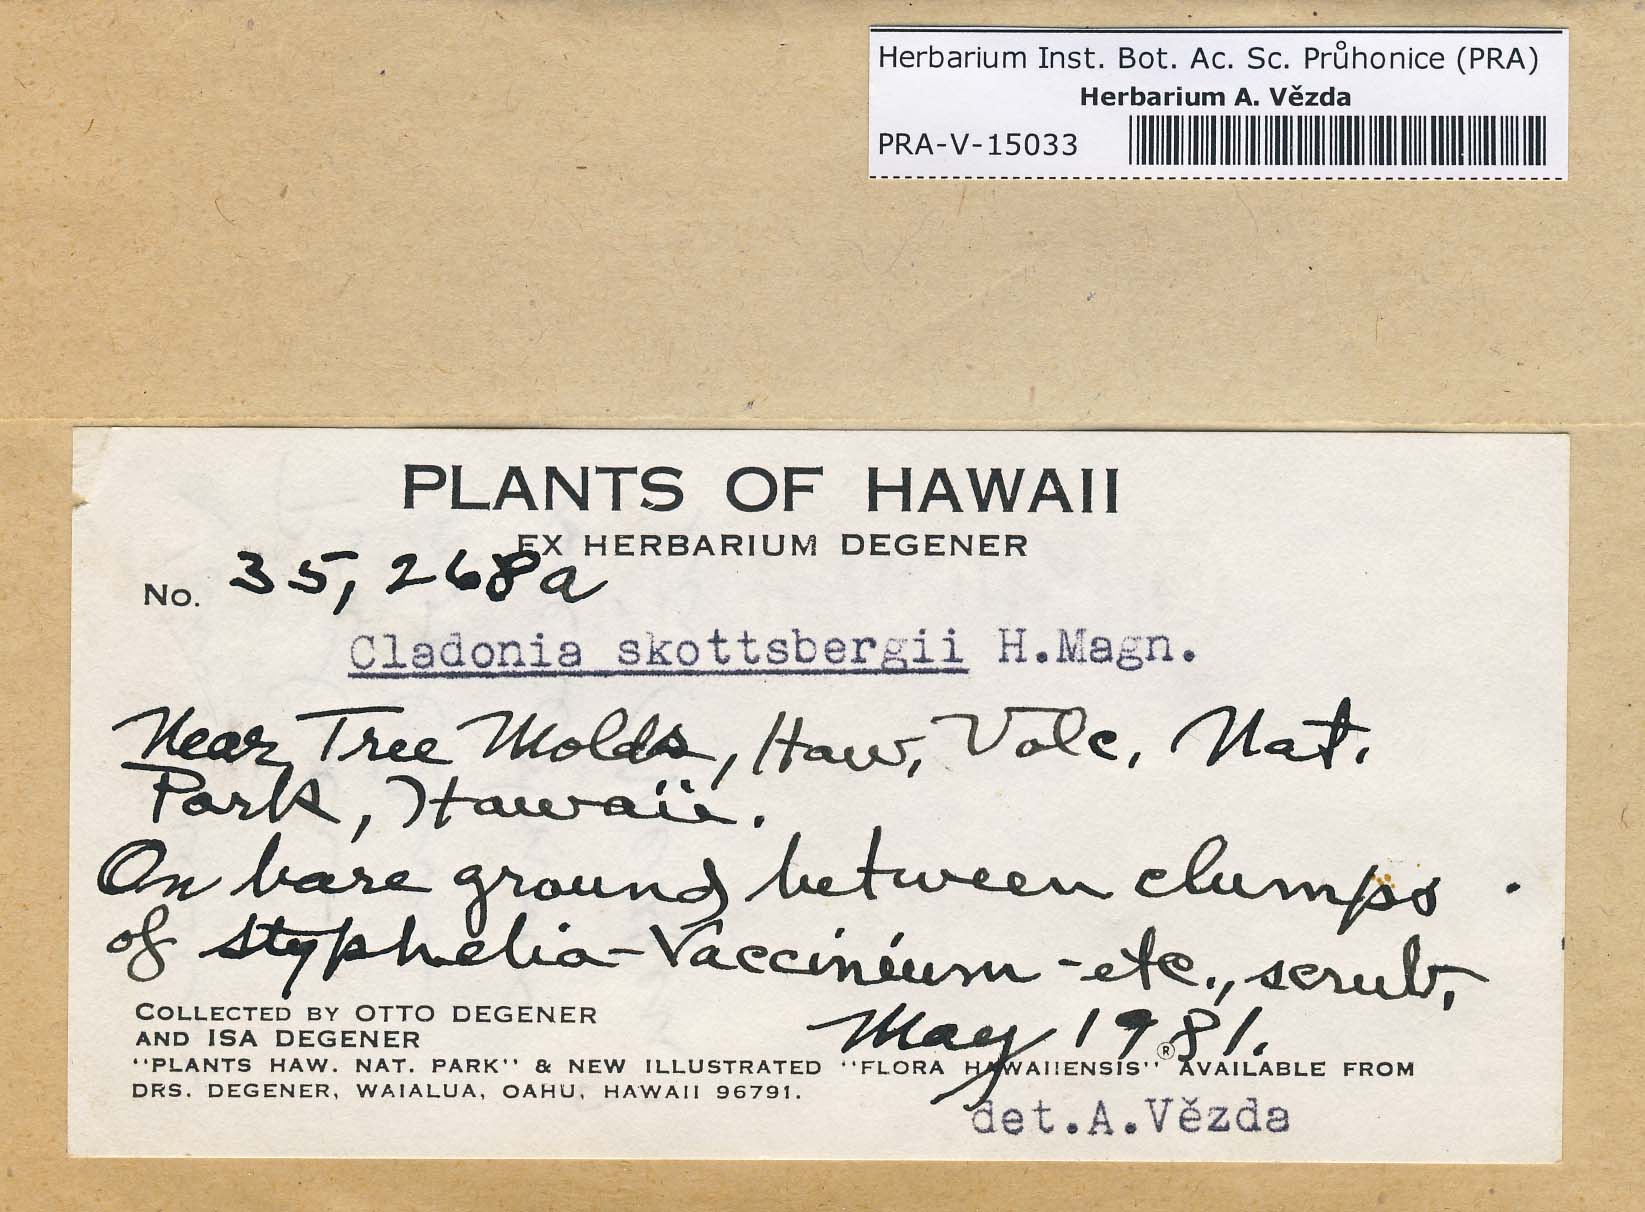 Herbarium Inst. Bot. Ac. Sc. Průhonice (PRA)
Herbarium A. Vězda
PRA-V-15033
PLANTS OF HAWAII
EX HERBARIUM DEGENER
No. 35,268a
Cladonia skottsbergii H.Magn.
Near Tree Molds, Haw, Volc, Nat.
Park, Hawaii.
On bare ground between clumps
of Styphelia-Vaccinium-etc., scrub,
May 1981.
COLLECTED BY OTTO DEGENER
AND ISA DEGENER
"PLANTS HAW. NAT. PARK" & NEW ILLUSTRATED "FLORA HAWAIIENSIS"® AVAILABLE FROM
DRS. DEGENER, WAIALUA, OAHU, HAWAII 96791.
det.A.Vězda